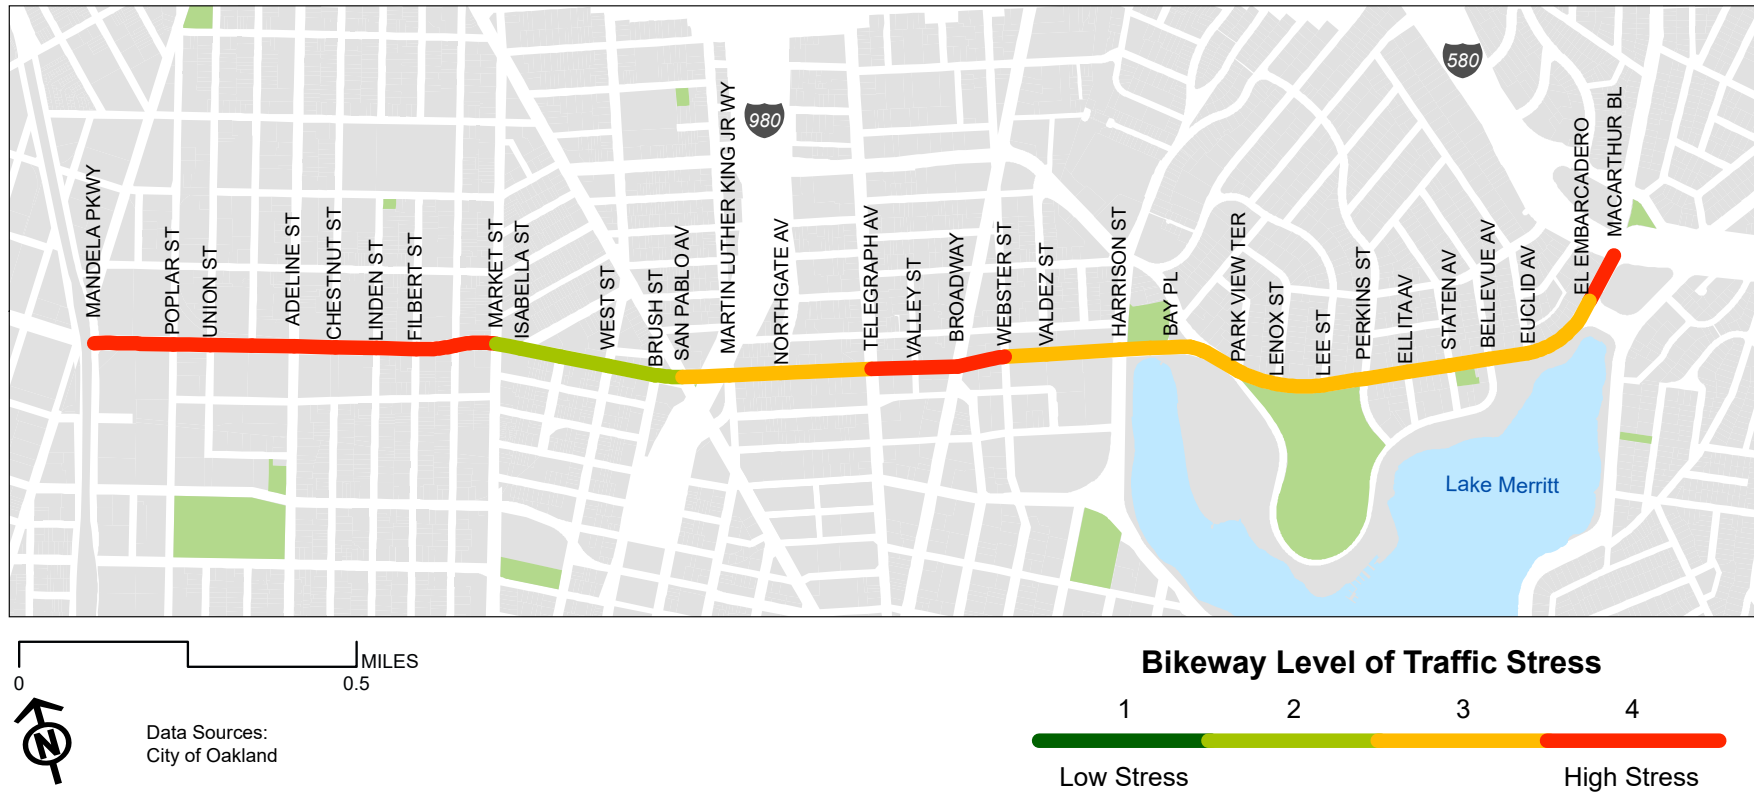 580
980
MANDELA PKWY
POPLAR ST
UNION ST
ADELINE ST
CHESTNUT ST
LINDEN ST
FILBERT ST
MARKET ST
ISABELLA ST
WEST ST
BRUSH ST
SAN PABLO AV
MARTIN LUTHER KING JR WY
NORTHGATE AV
TELEGRAPH AV
VALLEY ST
BROADWAY
WEBSTER ST
VALDEZ ST
HARRISON ST
BAY PL
PARK VIEW TER
LENOX ST
LEE ST
PERKINS ST
ELLITA AV
STATEN AV
BELLEVUE AV
EUCLID AV
EL EMBARCADERO
MACARTHUR BL
Lake Merritt
MILES
0 0.5
N
Data Sources:
City of Oakland
Bikeway Level of Traffic Stress
1 2 3 4
Low Stress High Stress